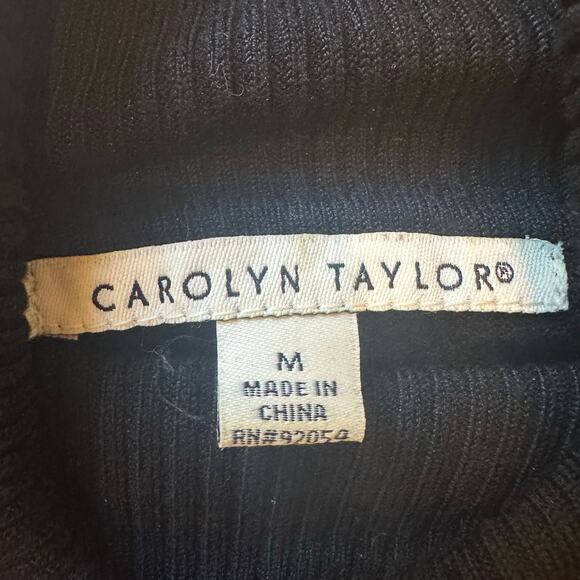 CAROLYN TAYLOR®
M
MADE IN
CHINA
RN#92054